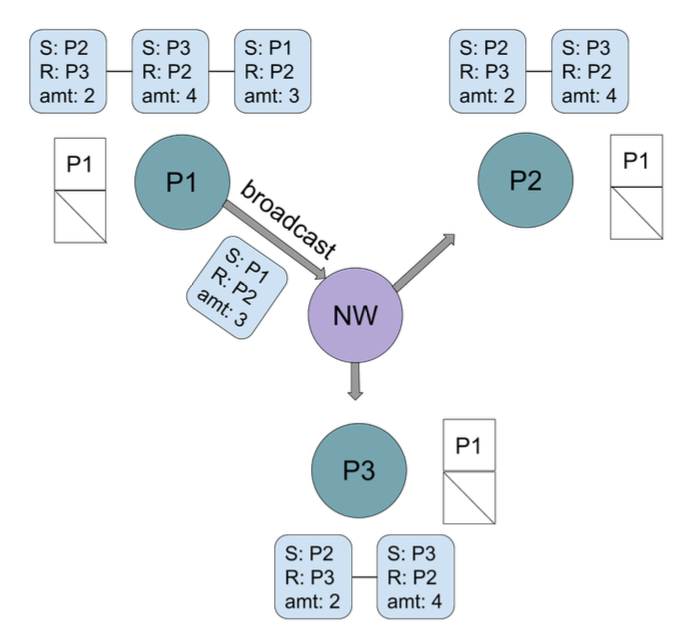 S: P2
R: P3
amt: 2
S: P3
R: P2
amt: 4
S: P1
R: P2
amt: 3
S: P2
R: P3
amt: 2
S: P3
R: P2
amt: 4
P1
P1
P2
P1
broadcast
S: P1
R: P2
amt: 3
NW
P3
P1
S: P2
R: P3
amt: 2
S: P3
R: P2
amt: 4